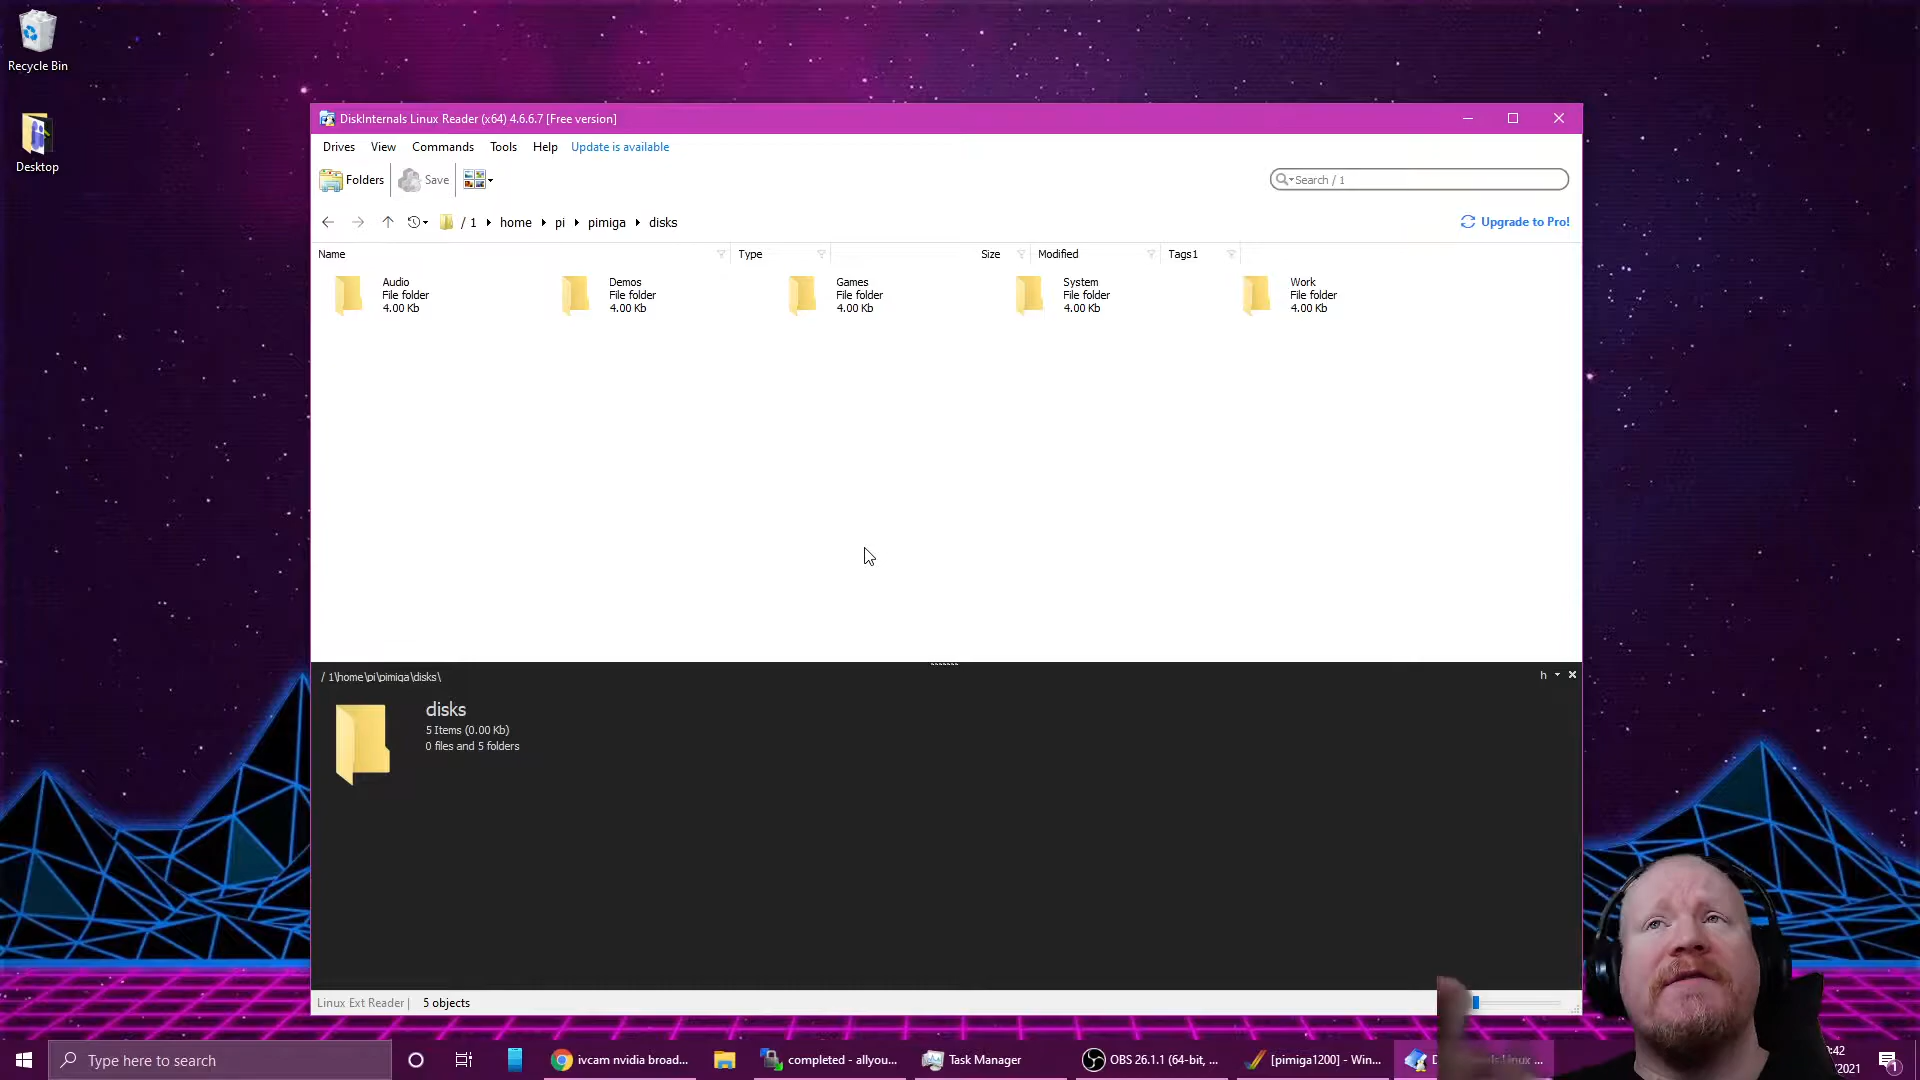 Recycle Bin
Desktop
DiskInternals Linux Reader (x64) 4.6.6.7 [Free version]
Drives View Commands Tools Help Update is available
Folders Save Search / 1
/ 1 home pi pimiga disks Upgrade to Pro!
Name Type Size Modified Tags1
Audio
File folder
4.00 Kb
Demos
File folder
4.00 Kb
Games
File folder
4.00 Kb
System
File folder
4.00 Kb
Work
File folder
4.00 Kb
/ 1\home\pi\pimiga\disks\
h
disks
5 Items (0.00 Kb)
0 files and 5 folders
Linux Ext Reader | 5 objects
Type here to search
ivcam nvidia broad...
completed - allyou...
Task Manager
OBS 26.1.1 (64-bit, ...
[pimiga1200] - Win...
:42
/2021
1